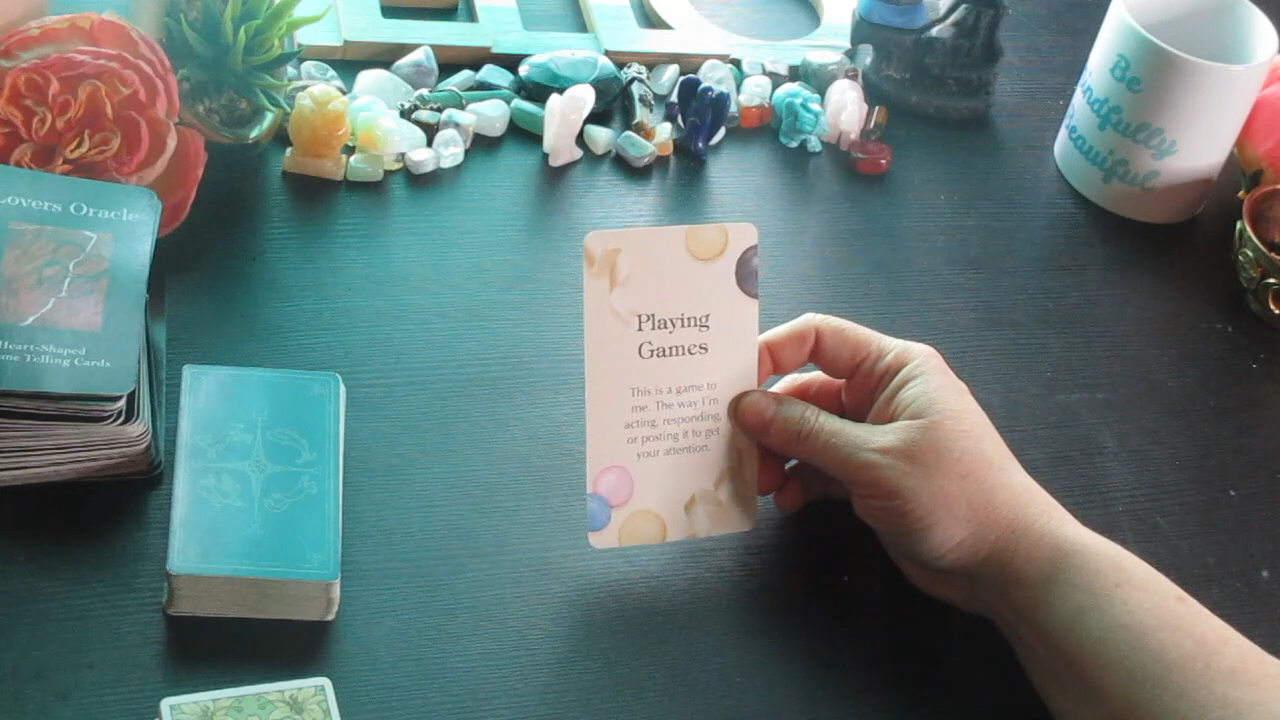 Be
Mindfully
Beauiful
Lovers Oracle
Heart-Shaped
Telling Cards
Playing
Games
This is a game to
me. The way I'm
acting, responding,
or posting it to get
your attention.